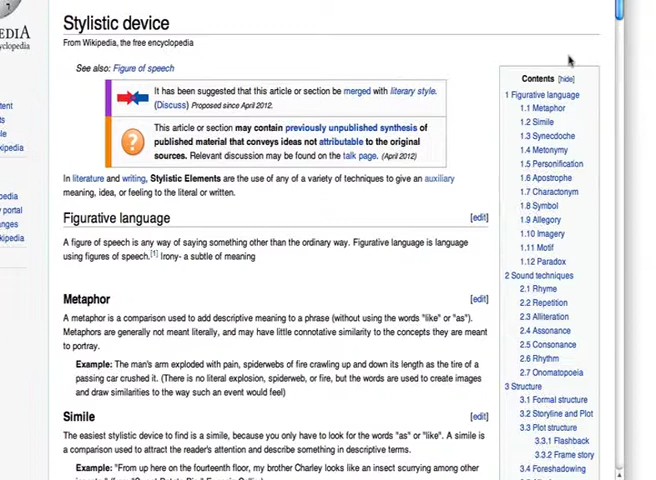 Stylistic device
From Wikipedia, the free encyclopedia
See also: Figure of speech
It has been suggested that this article or section be merged with literary style.
(Discuss) Proposed since April 2012.
This article or section may contain previously unpublished synthesis of
published material that conveys ideas not attributable to the original
sources. Relevant discussion may be found on the talk page. (April 2012)
In literature and writing, Stylistic Elements are the use of any of a variety of techniques to give an auxiliary
meaning, idea, or feeling to the literal or written.
Figurative language [edit]
A figure of speech is any way of saying something other than the ordinary way. Figurative language is language
using figures of speech.[1] Irony- a subtle of meaning
Metaphor [edit]
A metaphor is a comparison used to add descriptive meaning to a phrase (without using the words "like" or "as").
Metaphors are generally not meant literally, and may have little connotative similarity to the concepts they are meant
to portray.
Example: The man's arm exploded with pain, spiderwebs of fire crawling up and down its length as the tire of a
passing car crushed it. (There is no literal explosion, spiderweb, or fire, but the words are used to create images
and draw similarities to the way such an event would feel)
Simile [edit]
The easiest stylistic device to find is a simile, because you only have to look for the words "as" or "like". A simile is
a comparison used to attract the reader's attention and describe something in descriptive terms.
Example: "From up here on the fourteenth floor, my brother Charley looks like an insect scurrying among other
Contents [hide]
1 Figurative language
1.1 Metaphor
1.2 Simile
1.3 Synecdoche
1.4 Metonymy
1.5 Personification
1.6 Apostrophe
1.7 Charactonym
1.8 Symbol
1.9 Allegory
1.10 Imagery
1.11 Motif
1.12 Paradox
2 Sound techniques
2.1 Rhyme
2.2 Repetition
2.3 Alliteration
2.4 Assonance
2.5 Consonance
2.6 Rhythm
2.7 Onomatopoeia
3 Structure
3.1 Formal structure
3.2 Storyline and Plot
3.3 Plot structure
3.3.1 Flashback
3.3.2 Frame story
3.4 Foreshadowing